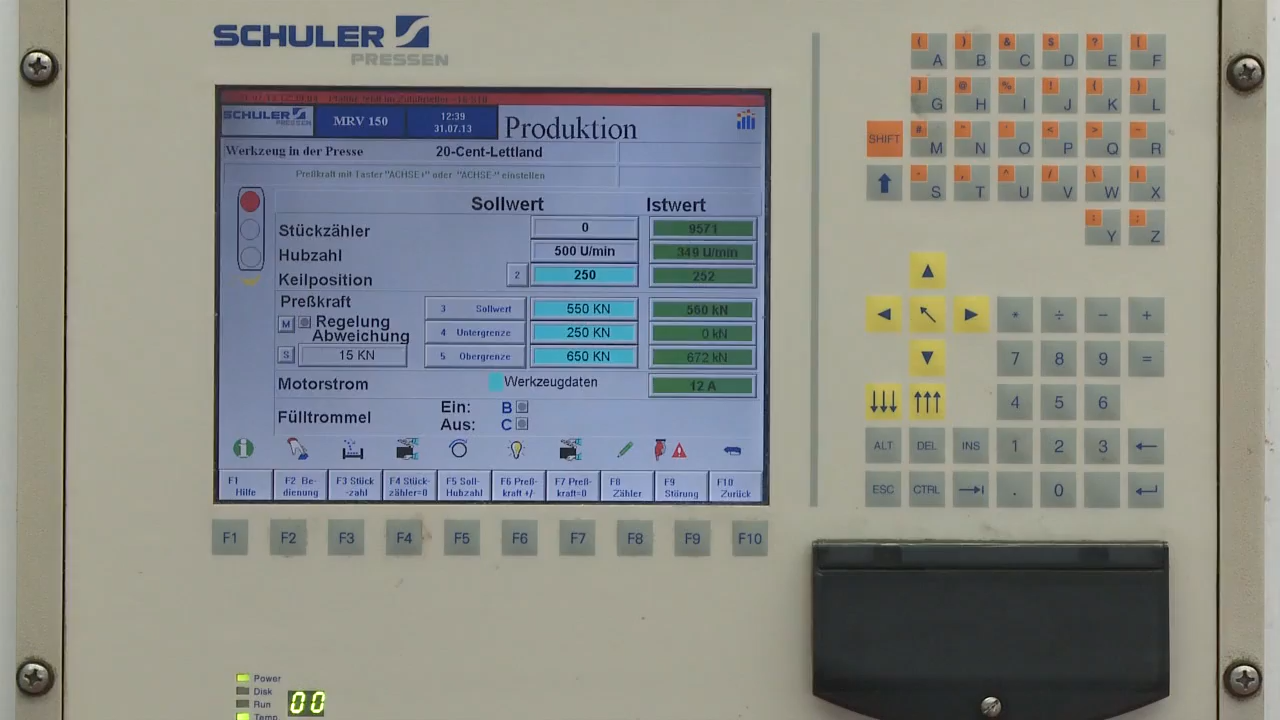 SCHULER
PRESSEN
SCHULER
PRESSEN
MRV 150
12:39
31.07.13
Produktion
Werkzeug in der Presse
20-Cent-Lettland
Preßkraft mit Taster "ACHSE+" oder "ACHSE-" einstellen
Sollwert Istwert
Stückzähler 0 9571
Hubzahl 500 U/min 349 U/min
Keilposition 2 250 252
Preßkraft 3 Sollwert 550 KN 560 kN
M Regelung
Abweichung 4 Untergrenze 250 KN 0 kN
S 15 KN 5 Obergrenze 650 KN 672 kN
Motorstrom Werkzeugdaten 12 A
Fülltrommel
Ein: B
Aus: C
F1 Hilfe
F2 Be-
dienung
F3 Stück
-zahl
F4 Stück-
zähler=0
F5 Soll-
Hubzahl
F6 Preß-
kraft +/-
F7 Preß-
kraft=0
F8 Zähler
F9 Störung
F10 Zurück
F1 F2 F3 F4 F5 F6 F7 F8 F9 F10
Power
Disk
Run
Temp
00
( A ) B & C $ D ? E [ F
] G @ H % I ! J { K } L
SHIFT # M " N ' O < P > Q ~ R
S , T ^ U / V \ W | X
: Y ; Z
* ÷ − +
7 8 9 =
4 5 6
ALT DEL INS 1 2 3 ←
ESC CTRL . 0